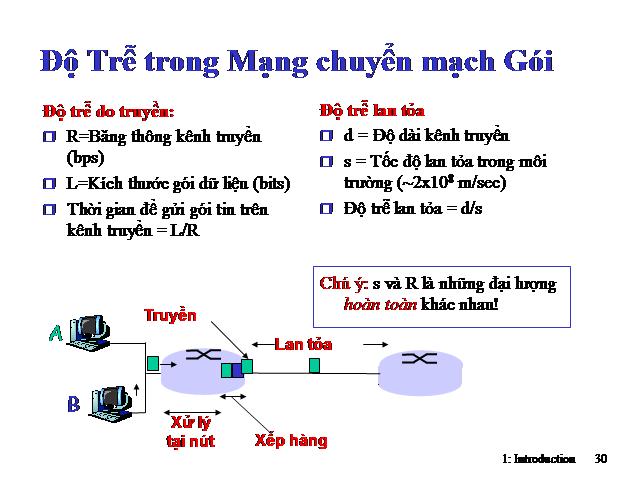 Độ Trễ trong Mạng chuyển mạch Gói
Độ trễ do truyền:
R=Băng thông kênh truyền
(bps)
L=Kích thước gói dữ liệu (bits)
Thời gian để gửi gói tin trên
kênh truyền = L/R
Độ trễ lan tỏa
d = Độ dài kênh truyền
s = Tốc độ lan tỏa trong môi
trường (~2x10⁸ m/sec)
Độ trễ lan tỏa = d/s
Chú ý: s và R là những đại lượng
hoàn toàn khác nhau!
Truyền
A
Lan tỏa
B
Xử lý
tại nút
Xếp hàng
1: Introduction 30